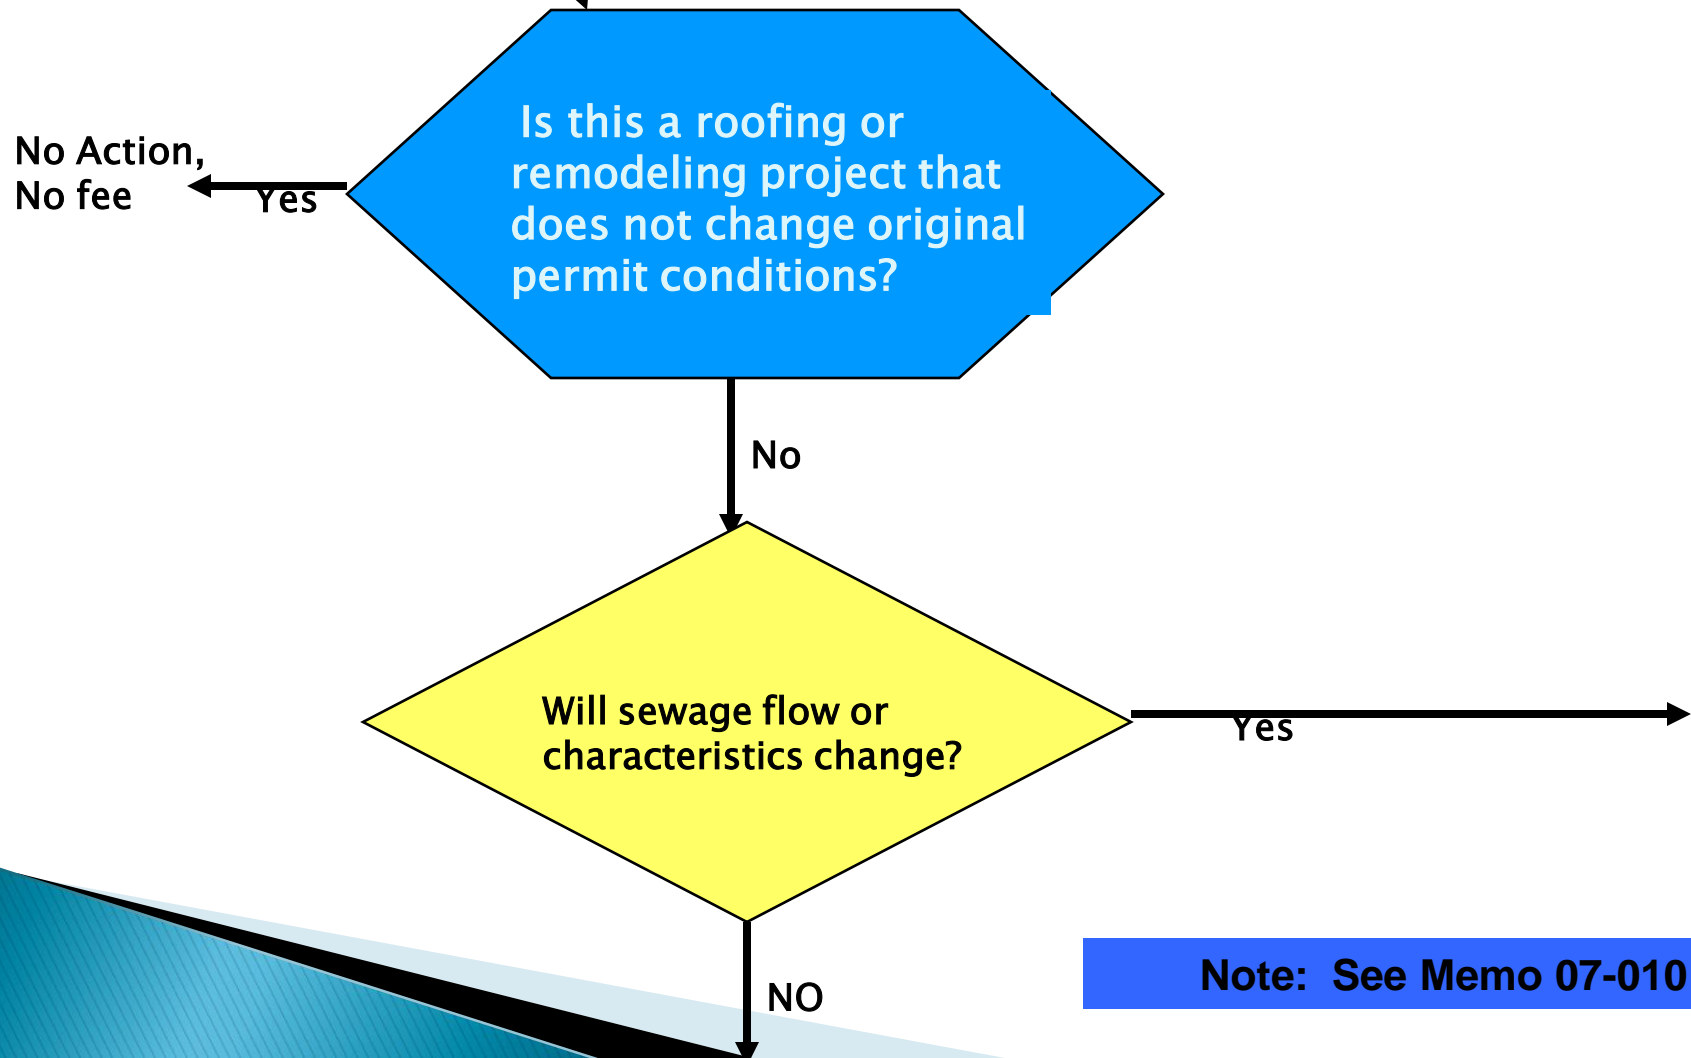 Is this a roofing or
remodeling project that
does not change original
permit conditions?
No Action,
No fee
Yes
No
Will sewage flow or
characteristics change?
Yes
NO
Note: See Memo 07-010